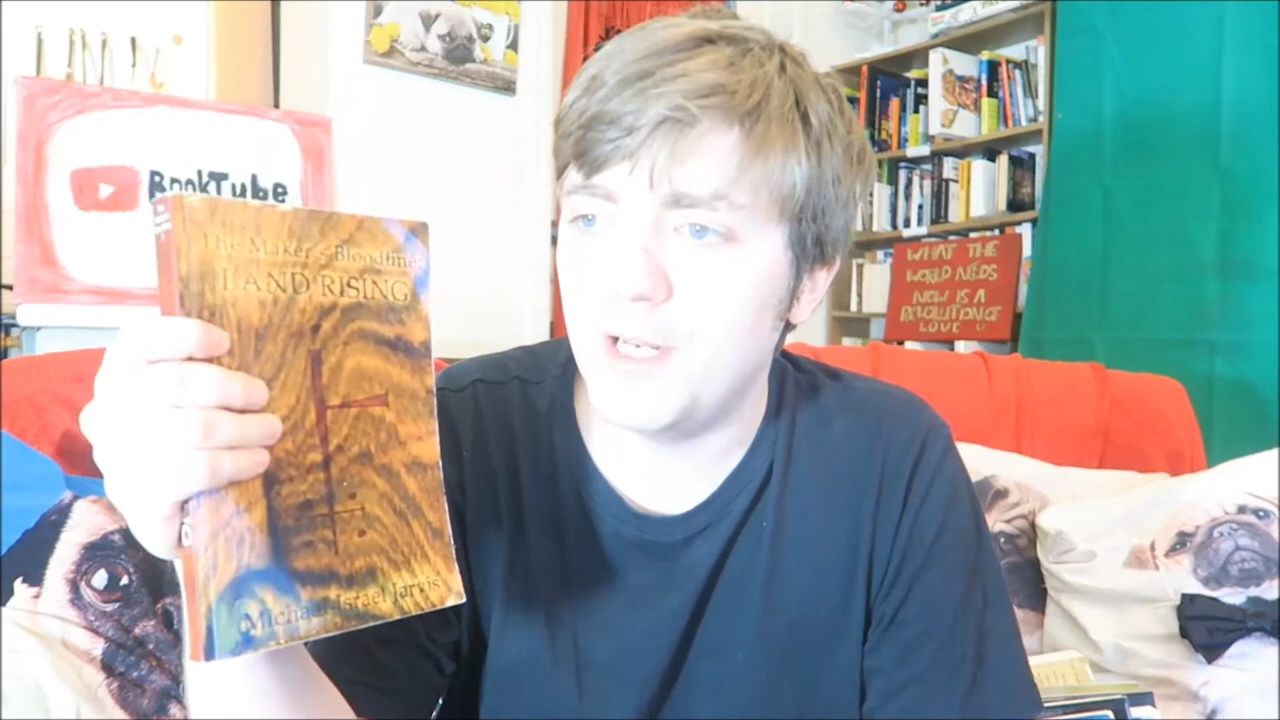 BookTube
The Maker's Bloodline:
LAND RISING
Michael Israel Jarvis
WHAT THE
WORLD NEEDS
NOW IS A
REVOLUTION OF
LOVE